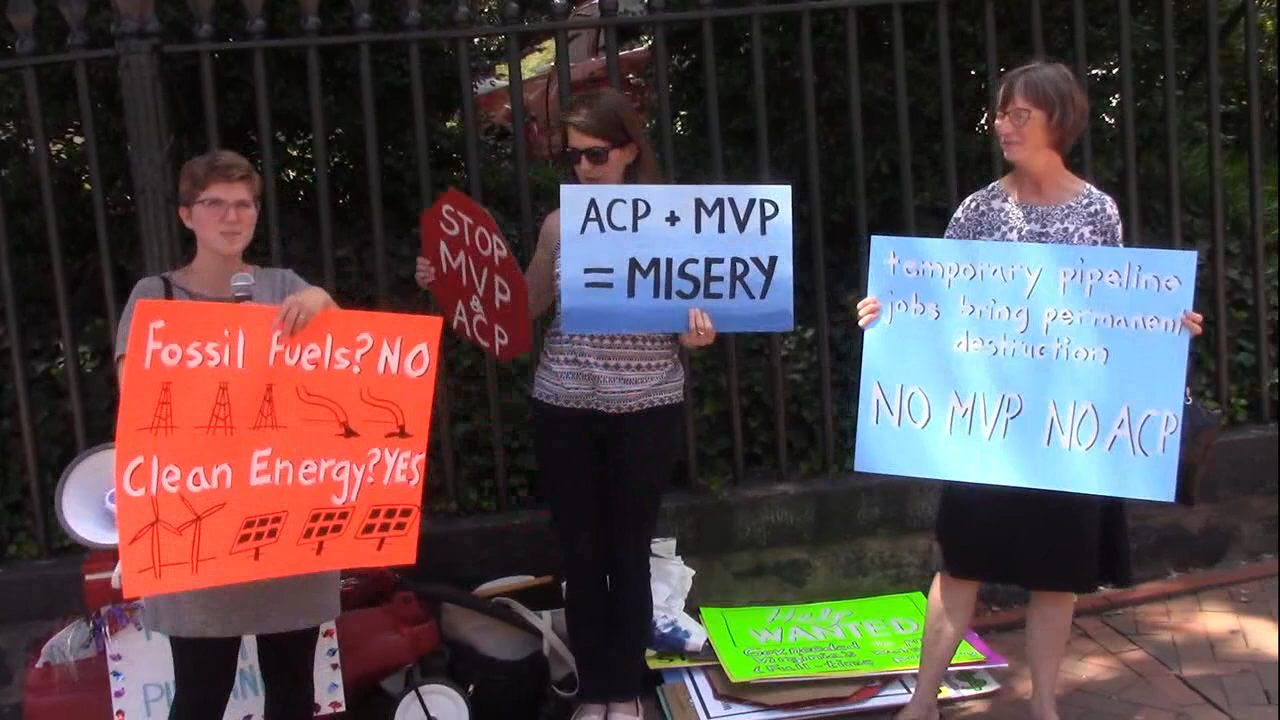 Fossil Fuels? NO
Clean Energy? YES
STOP
MVP
&
ACP
ACP + MVP
= MISERY
temporary pipeline
jobs bring permanent
destruction
NO MVP NO ACP
Help
WANTED